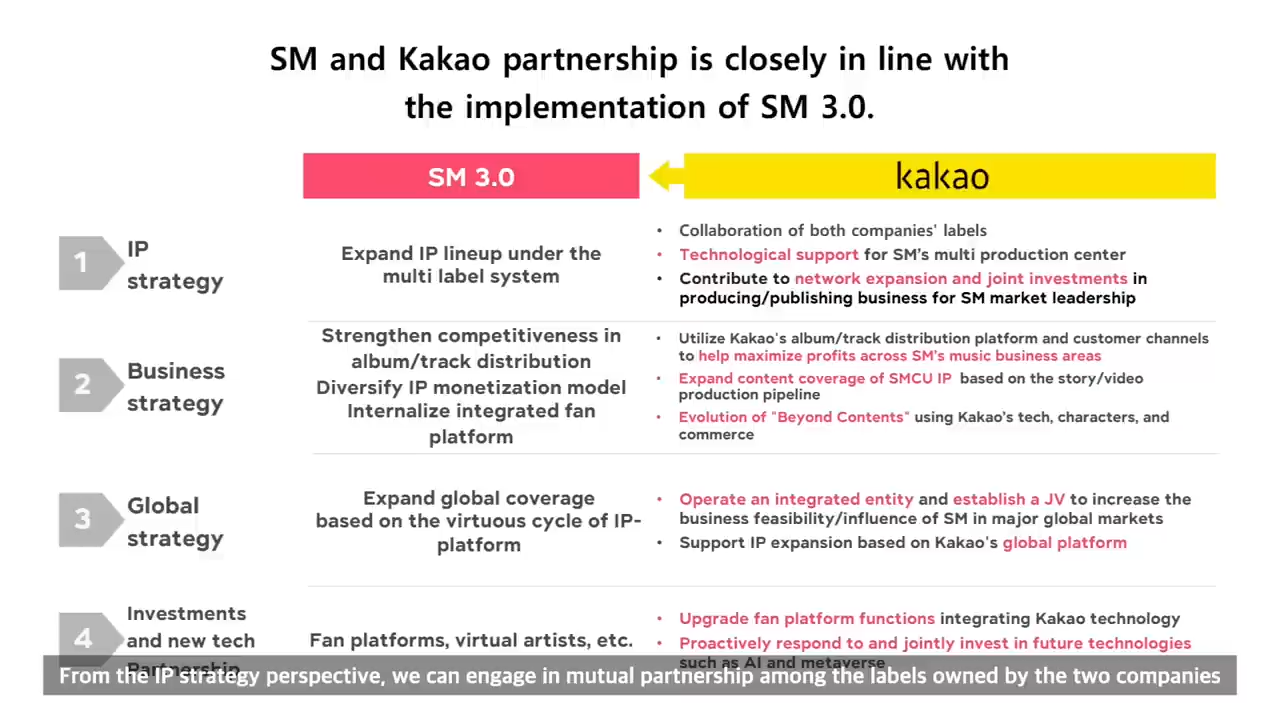 SM and Kakao partnership is closely in line with
the implementation of SM 3.0.
SM 3.0
kakao
1
IP
strategy
Expand IP lineup under the
multi label system
• Collaboration of both companies' labels
• Technological support for SM's multi production center
• Contribute to network expansion and joint investments in
producing/publishing business for SM market leadership
2
Business
strategy
Strengthen competitiveness in
album/track distribution
Diversify IP monetization model
Internalize integrated fan
platform
• Utilize Kakao's album/track distribution platform and customer channels
to help maximize profits across SM's music business areas
• Expand content coverage of SMCU IP based on the story/video
production pipeline
• Evolution of "Beyond Contents" using Kakao's tech, characters, and
commerce
3
Global
strategy
Expand global coverage
based on the virtuous cycle of IP-
platform
• Operate an integrated entity and establish a JV to increase the
business feasibility/influence of SM in major global markets
• Support IP expansion based on Kakao's global platform
4
Investments
and new tech
Partnership
Fan platforms, virtual artists, etc.
• Upgrade fan platform functions integrating Kakao technology
• Proactively respond to and jointly invest in future technologies
such as AI and metaverse
From the IP strategy perspective, we can engage in mutual partnership among the labels owned by the two companies